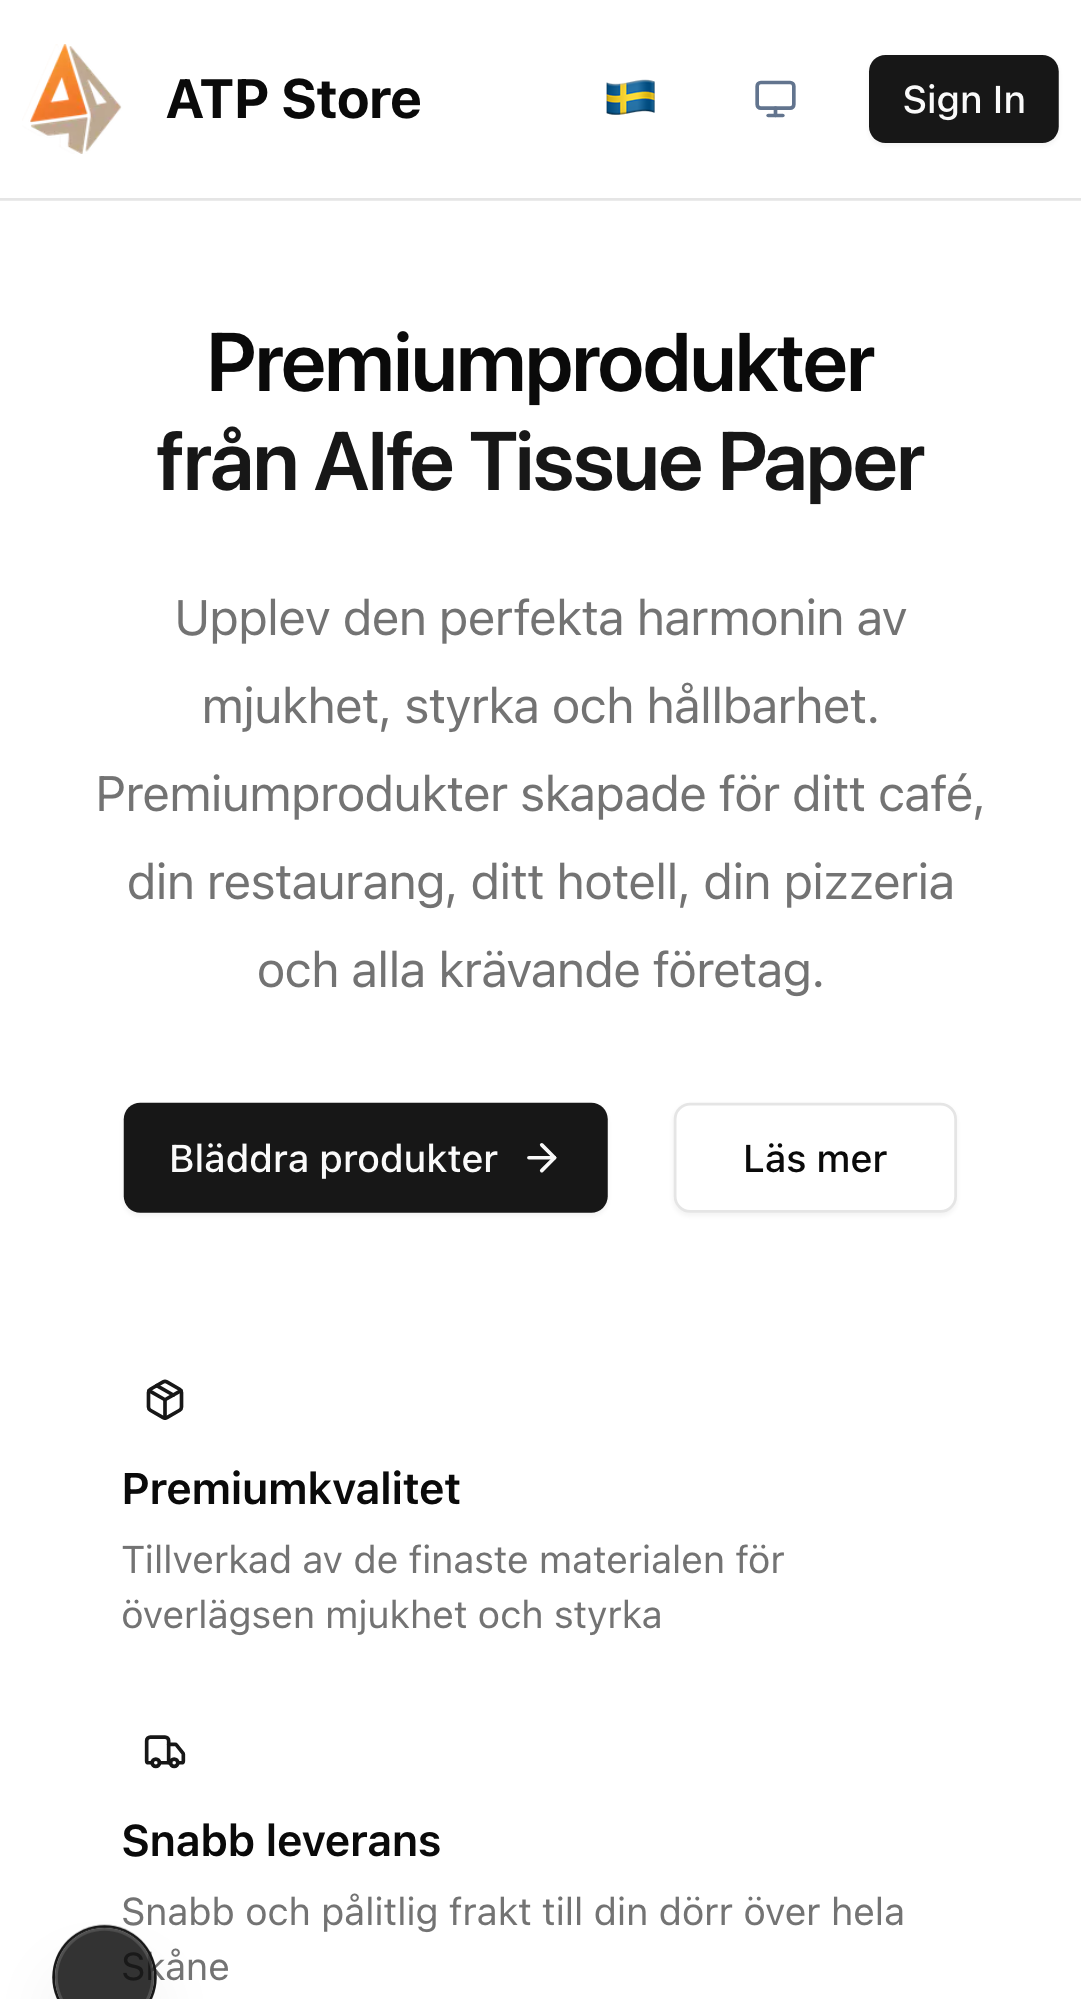 ATP Store
Sign In
Premiumprodukter
från Alfe Tissue Paper
Upplev den perfekta harmonin av
mjukhet, styrka och hållbarhet.
Premiumprodukter skapade för ditt café,
din restaurang, ditt hotell, din pizzeria
och alla krävande företag.
Bläddra produkter
Läs mer
Premiumkvalitet
Tillverkad av de finaste materialen för
överlägsen mjukhet och styrka
Snabb leverans
Snabb och pålitlig frakt till din dörr över hela
Skåne